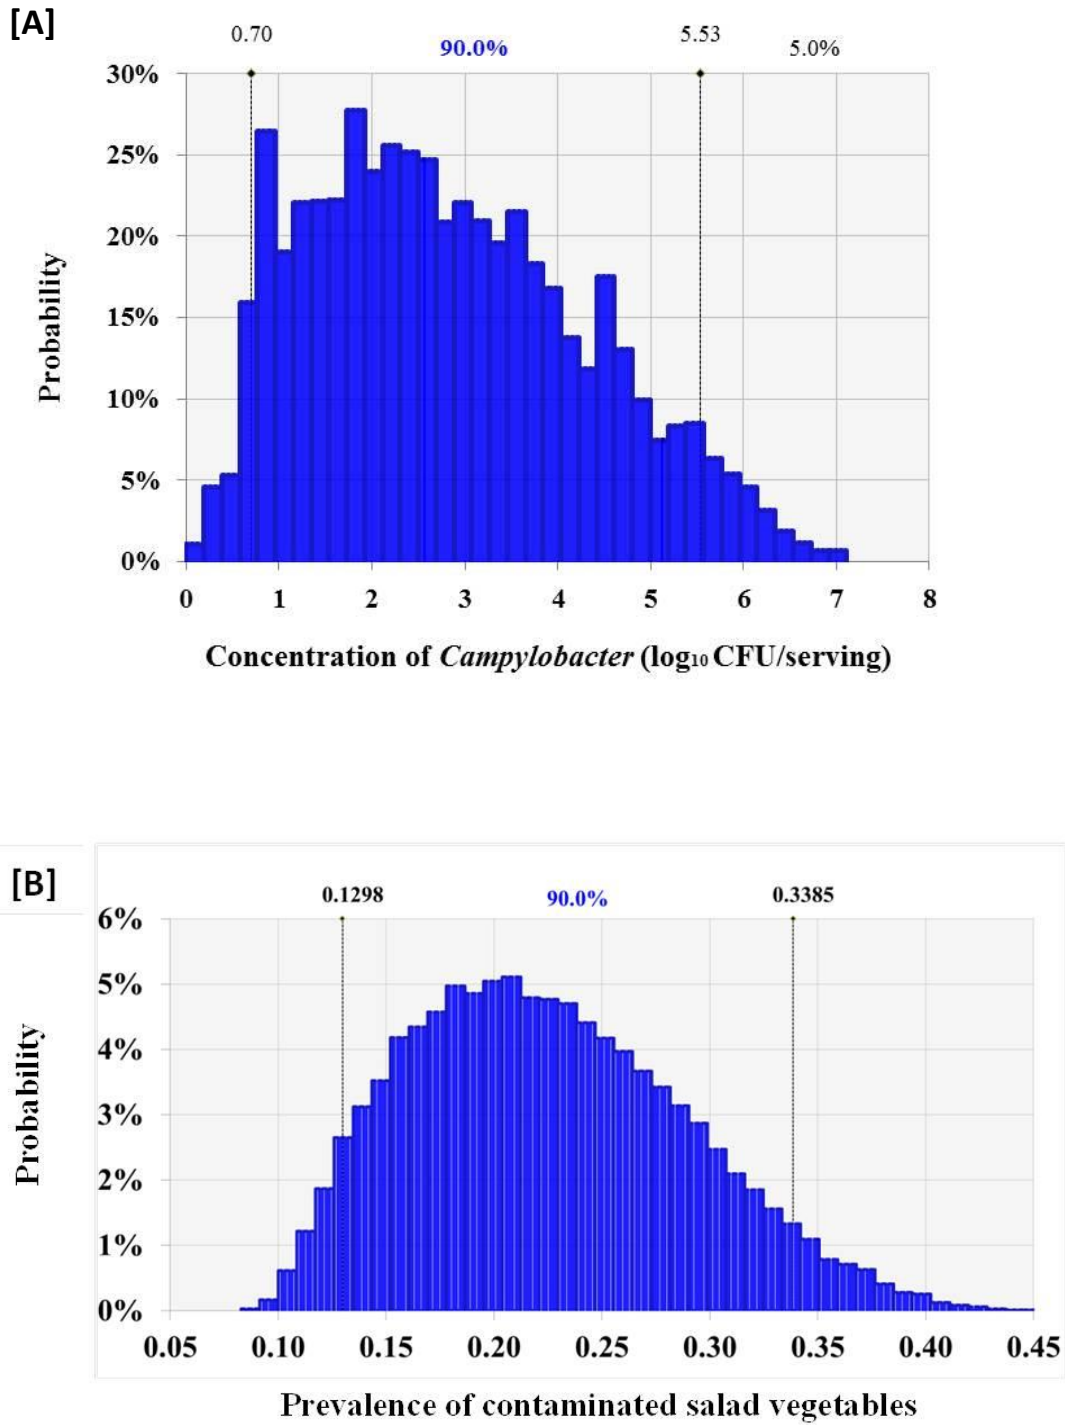 [A]
0.70 90.0% 5.53 5.0%
30%
25%
20%
15%
10%
5%
0%
Probability
0 1 2 3 4 5 6 7 8
Concentration of Campylobacter (log₁₀ CFU/serving)
[B]
0.1298 90.0% 0.3385
6%
5%
4%
3%
2%
1%
0%
Probability
0.05 0.10 0.15 0.20 0.25 0.30 0.35 0.40 0.45
Prevalence of contaminated salad vegetables